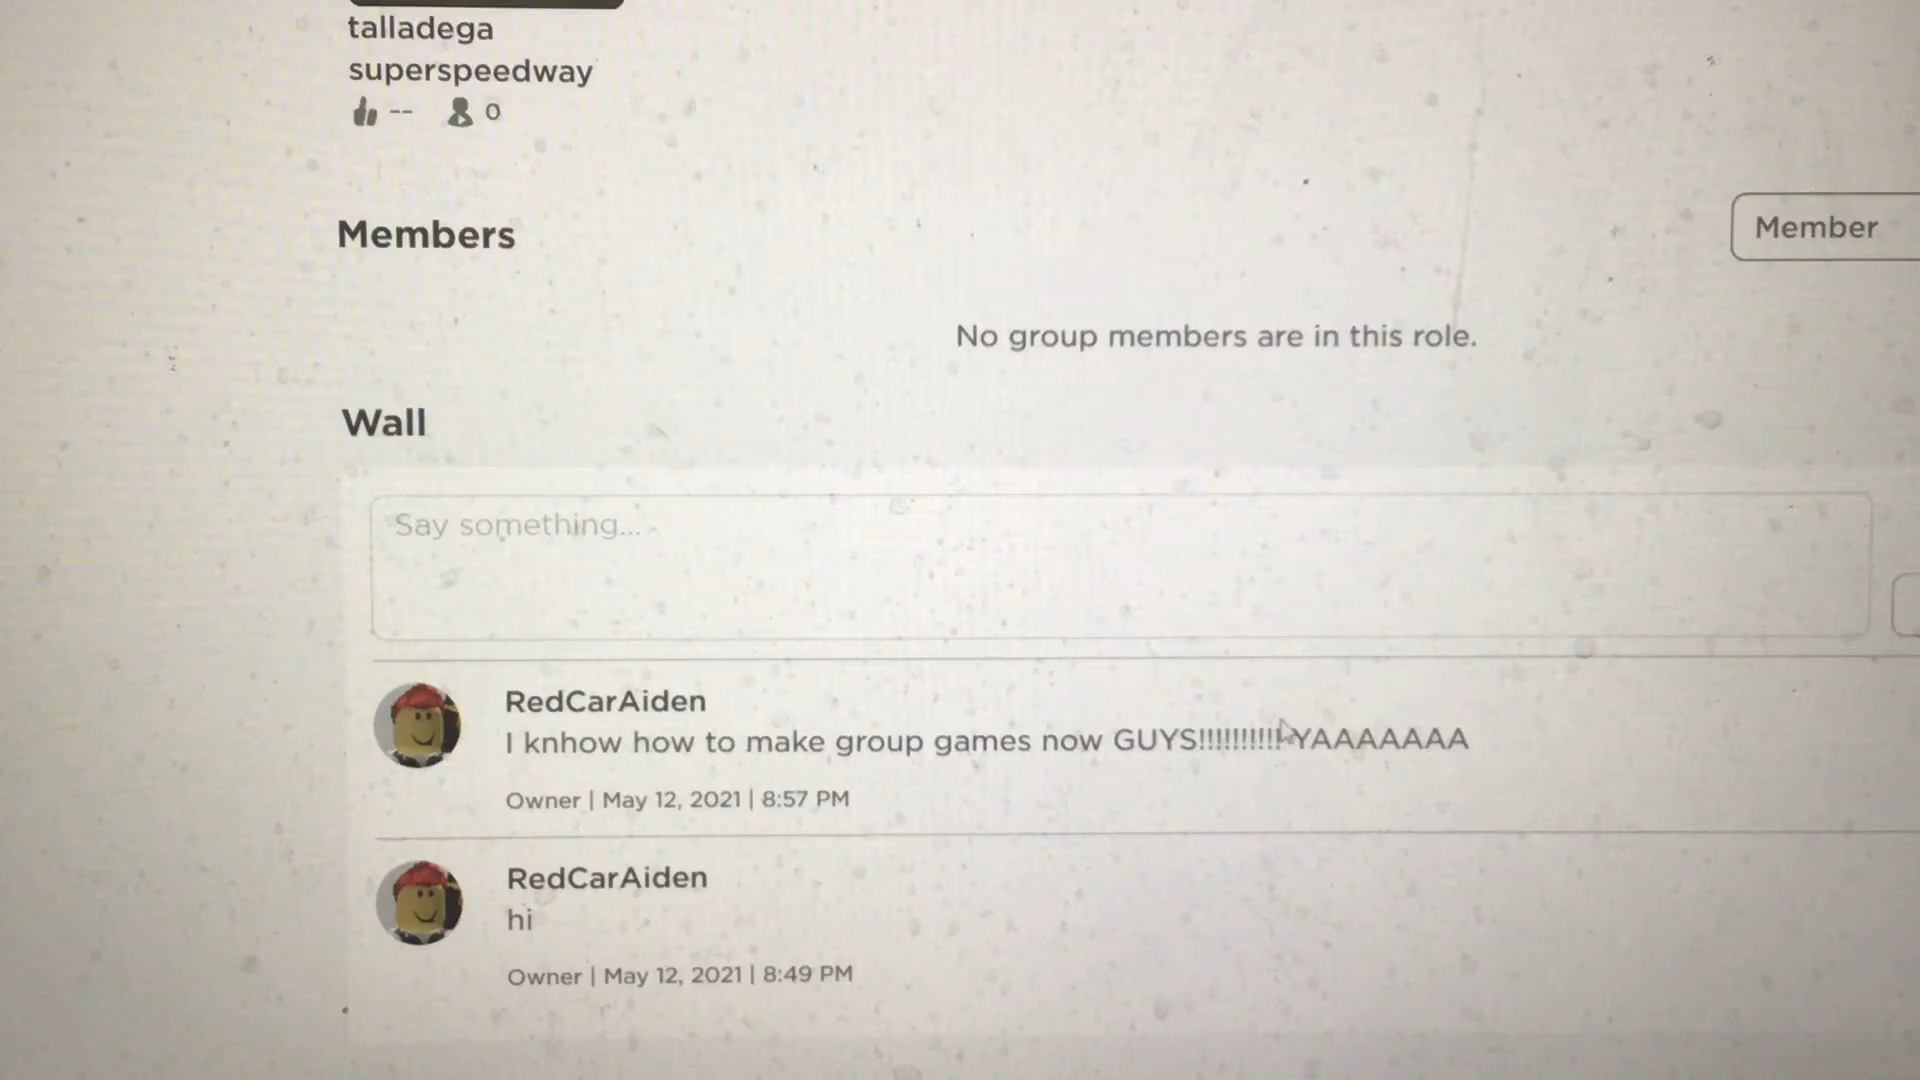 talladega
superspeedway
-- 0
Members
Member
No group members are in this role.
Wall
Say something...
RedCarAiden
I knhow how to make group games now GUYS!!!!!!!!!!YAAAAAAA
Owner | May 12, 2021 | 8:57 PM
RedCarAiden
hi
Owner | May 12, 2021 | 8:49 PM